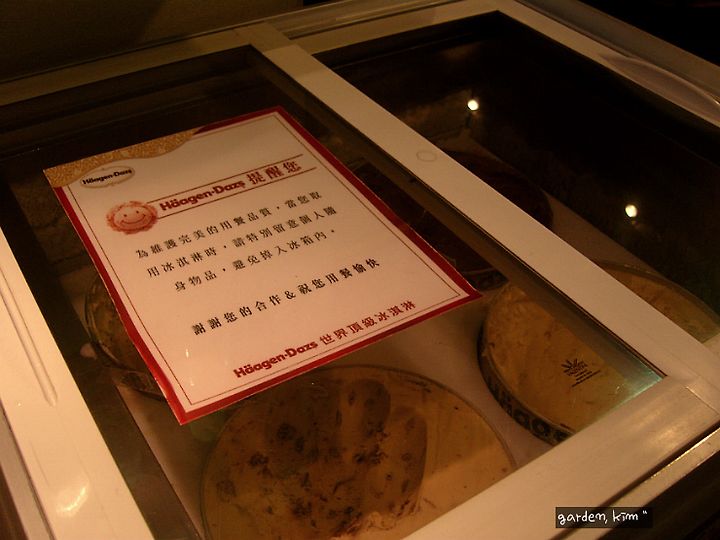 Häagen-Dazs
Häagen-Dazs 提醒您
為維護完美的用餐品質，當您取
用冰淇淋時，請特別留意個人隨
身物品，避免掉入冰箱內。
謝謝您的合作&祝您用餐愉快
Häagen-Dazs 世界頂級冰淇淋
garden, kim "